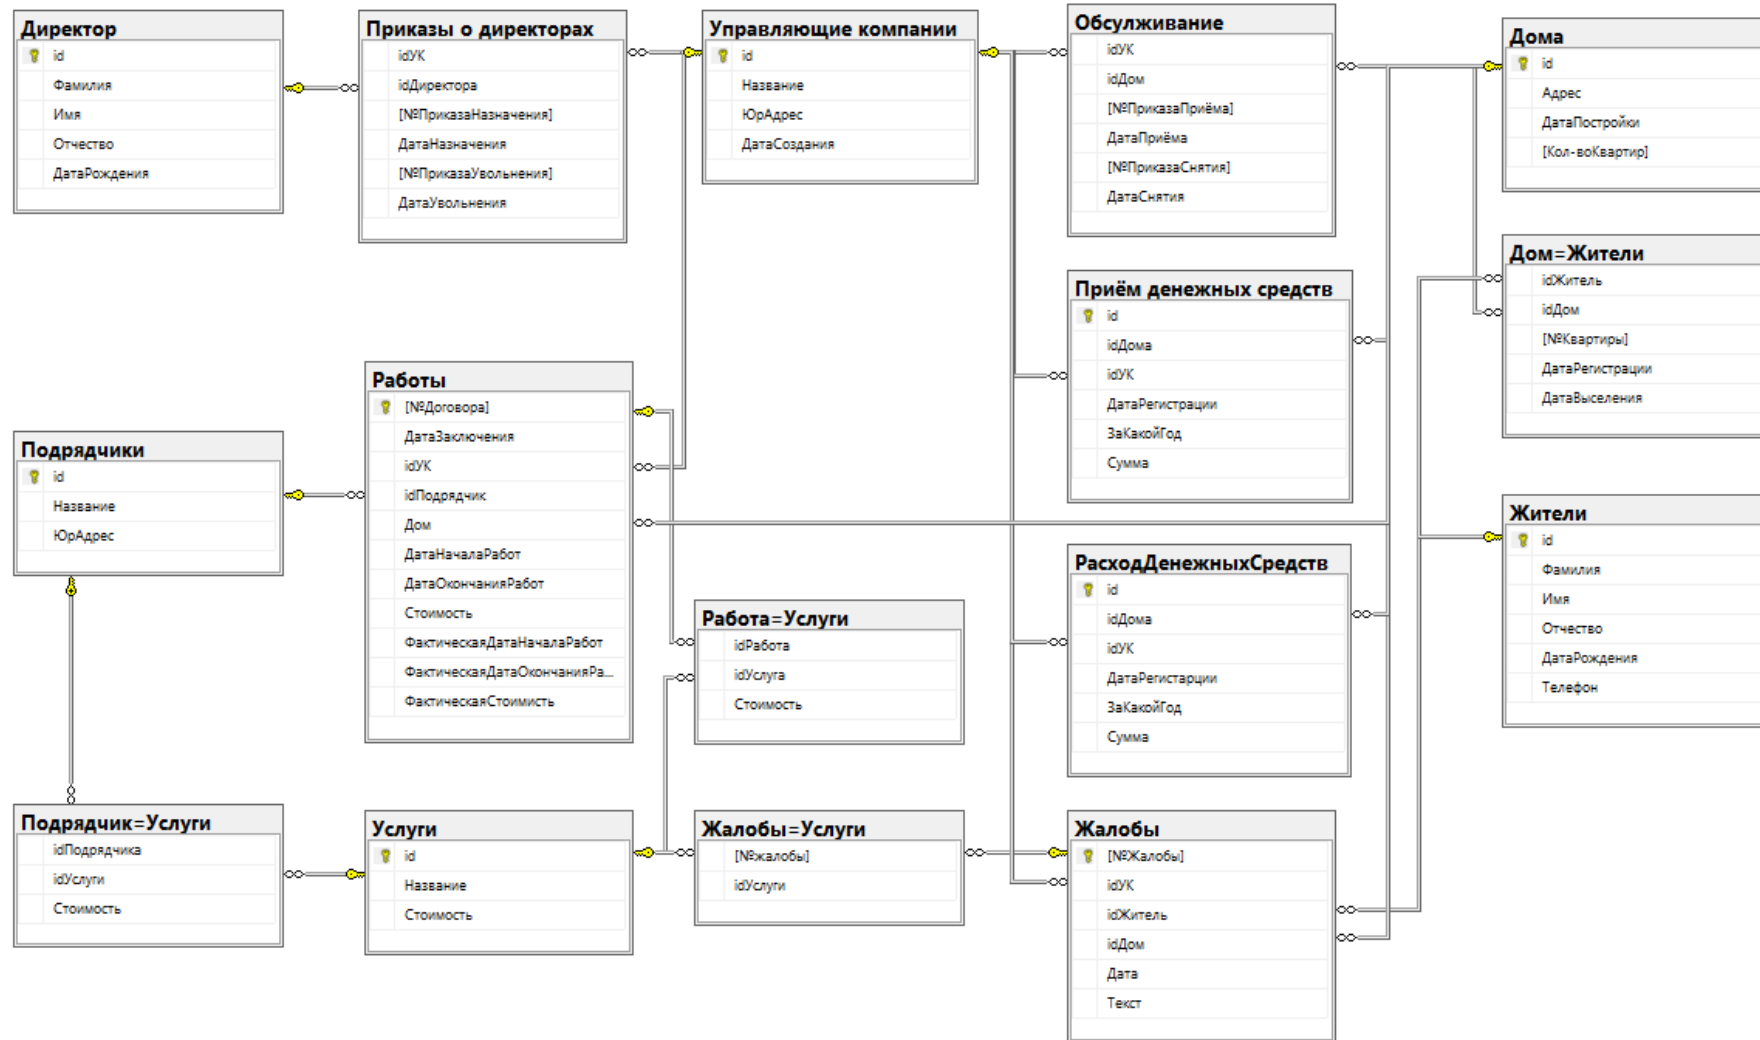 Директор
id
Фамилия
Имя
Отчество
ДатаРождения
Приказы о директорах
idУК
idДиректора
[№ПриказаНазначения]
ДатаНазначения
[№ПриказаУвольнения]
ДатаУвольнения
Управляющие компании
id
Название
ЮрАдрес
ДатаСоздания
Обсулживание
idУК
idДом
[№ПриказаПриёма]
ДатаПриёма
[№ПриказаСнятия]
ДатаСнятия
Дома
id
Адрес
ДатаПостройки
[Кол-воКвартир]
Дом=Жители
idЖитель
idДом
[№Квартиры]
ДатаРегистрации
ДатаВыселения
Приём денежных средств
id
idДома
idУК
ДатаРегистрации
ЗаКакойГод
Сумма
Работы
[№Договора]
ДатаЗаключения
idУК
idПодрядчик
Дом
ДатаНачалаРабот
ДатаОкончанияРабот
Стоимость
ФактическаяДатаНачалаРабот
ФактическаяДатаОкончанияРа...
ФактическаяСтоимисть
Подрядчики
id
Название
ЮрАдрес
Жители
id
Фамилия
Имя
Отчество
ДатаРождения
Телефон
РасходДенежныхСредств
id
idДома
idУК
ДатаРегистарции
ЗаКакойГод
Сумма
Работа=Услуги
idРабота
idУслуга
Стоимость
Подрядчик=Услуги
idПодрядчика
idУслуги
Стоимость
Услуги
id
Название
Стоимость
Жалобы=Услуги
[№жалобы]
idУслуги
Жалобы
[№Жалобы]
idУК
idЖитель
idДом
Дата
Текст